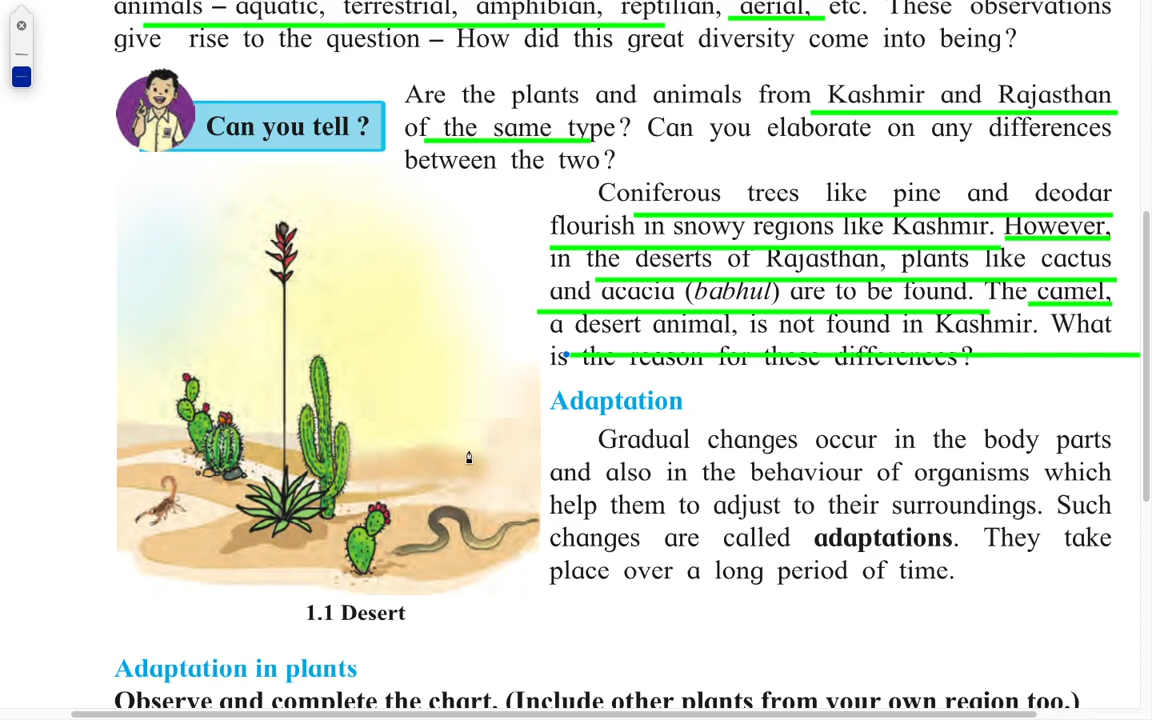 animals – aquatic, terrestrial, amphibian, reptilian, aerial, etc. These observations
give rise to the question – How did this great diversity come into being?
Can you tell ?
Are the plants and animals from Kashmir and Rajasthan
of the same type? Can you elaborate on any differences
between the two?
Coniferous trees like pine and deodar
flourish in snowy regions like Kashmir. However,
in the deserts of Rajasthan, plants like cactus
and acacia (babhul) are to be found. The camel,
a desert animal, is not found in Kashmir. What
is the reason for these differences?
Adaptation
Gradual changes occur in the body parts
and also in the behaviour of organisms which
help them to adjust to their surroundings. Such
changes are called adaptations. They take
place over a long period of time.
1.1 Desert
Adaptation in plants
Observe and complete the chart. (Include other plants from your own region too.)